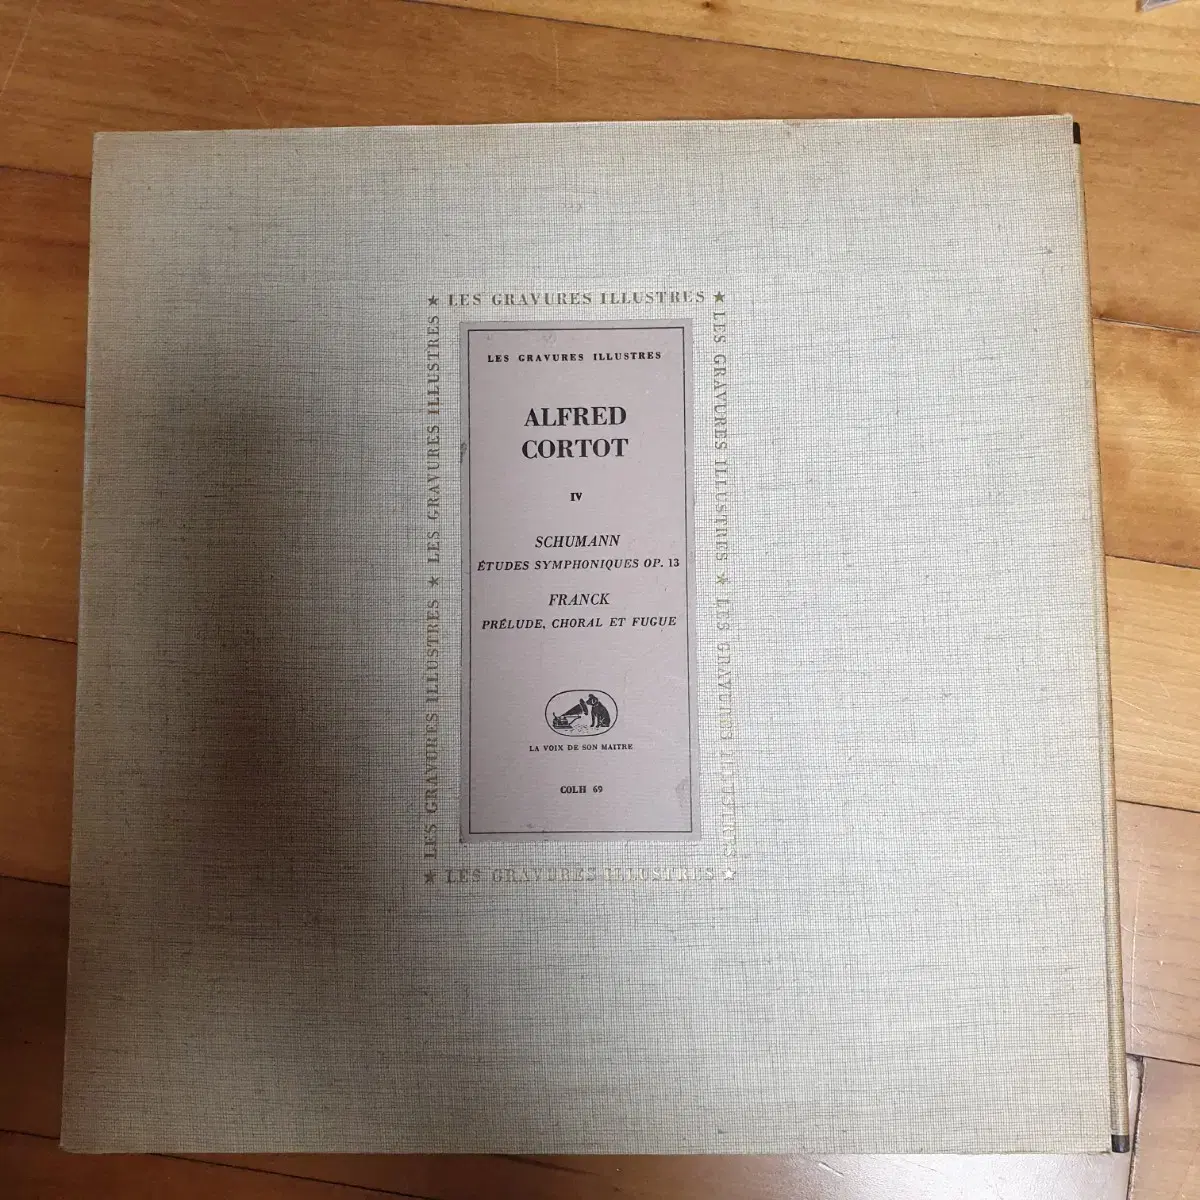 ★ LES GRAVURES ILLUSTRES ★
LES GRAVURES ILLUSTRES ★ LES GRAVURES ILLUSTRES
LES GRAVURES ILLUSTRES
ALFRED
CORTOT
IV
SCHUMANN
ÉTUDES SYMPHONIQUES OP. 13
FRANCK
PRÉLUDE, CHORAL ET FUGUE
LA VOIX DE SON MAITRE
COLH 69
LES GRAVURES ILLUSTRES ★ LES GRAVURES ILLUSTRES
★ LES GRAVURES ILLUSTRES ★